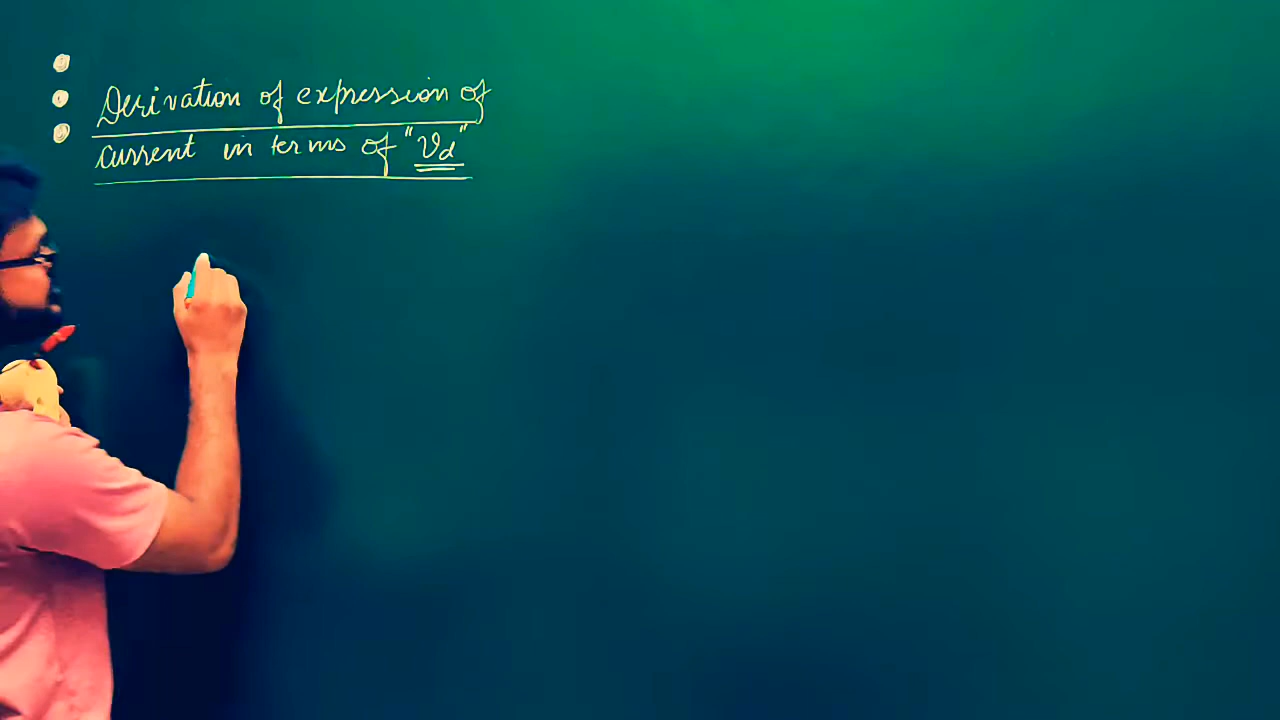 Derivation of expression of
current in terms of "Vd"